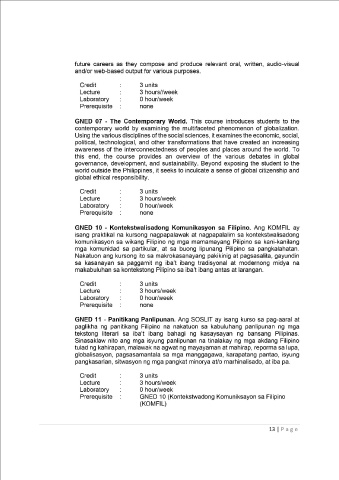 future careers as they compose and produce relevant oral, written, audio-visual
and/or web-based output for various purposes.
Credit : 3 units
Lecture : 3 hours/week
Laboratory : 0 hour/week
Prerequisite : none
GNED 07 - The Contemporary World. This course introduces students to the
contemporary world by examining the multifaceted phenomenon of globalization.
Using the various disciplines of the social sciences, it examines the economic, social,
political, technological, and other transformations that have created an increasing
awareness of the interconnectedness of peoples and places around the world. To
this end, the course provides an overview of the various debates in global
governance, development, and sustainability. Beyond exposing the student to the
world outside the Philippines, it seeks to inculcate a sense of global citizenship and
global ethical responsibility.
Credit : 3 units
Lecture : 3 hours/week
Laboratory : 0 hour/week
Prerequisite : none
GNED 10 - Kontekstwalisadong Komunikasyon sa Filipino. Ang KOMFIL ay
isang praktikal na kursong nagpapalawak at nagpapalalim sa kontekstwalisadong
komunikasyon sa wikang Filipino ng mga mamamayang Pilipino sa kani-kanilang
mga komunidad sa partikular, at sa buong lipunang Pilipino sa pangkalahatan.
Nakatuon ang kursong ito sa makrokasanayang pakikinig at pagsasalita, gayundin
sa kasanayan sa paggamit ng iba't ibang tradisyonal at modernong midya na
makabuluhan sa kontekstong Pilipino sa iba't ibang antas at larangan.
Credit : 3 units
Lecture : 3 hours/week
Laboratory : 0 hour/week
Prerequisite : none
GNED 11 - Panitikang Panlipunan. Ang SOSLIT ay isang kurso sa pag-aaral at
paglikha ng panitikang Filipino na nakatuon sa kabuluhang panlipunan ng mga
tekstong literari sa iba't ibang bahagi ng kasaysayan ng bansang Pilipinas.
Sinasaklaw nito ang mga isyung panlipunan na tinalakay ng mga akdang Filipino
tulad ng kahirapan, malawak na agwat ng mayayaman at mahirap, reporma sa lupa,
globalisasyon, pagsasamantala sa mga manggagawa, karapatang pantao, isyung
pangkasarian, sitwasyon ng mga pangkat minorya at/o marhinalisado, at iba pa.
Credit : 3 units
Lecture : 3 hours/week
Laboratory : 0 hour/week
Prerequisite : GNED 10 (Kontekstwadong Komunikasyon sa Filipino
(KOMFIL)
13 | P a g e